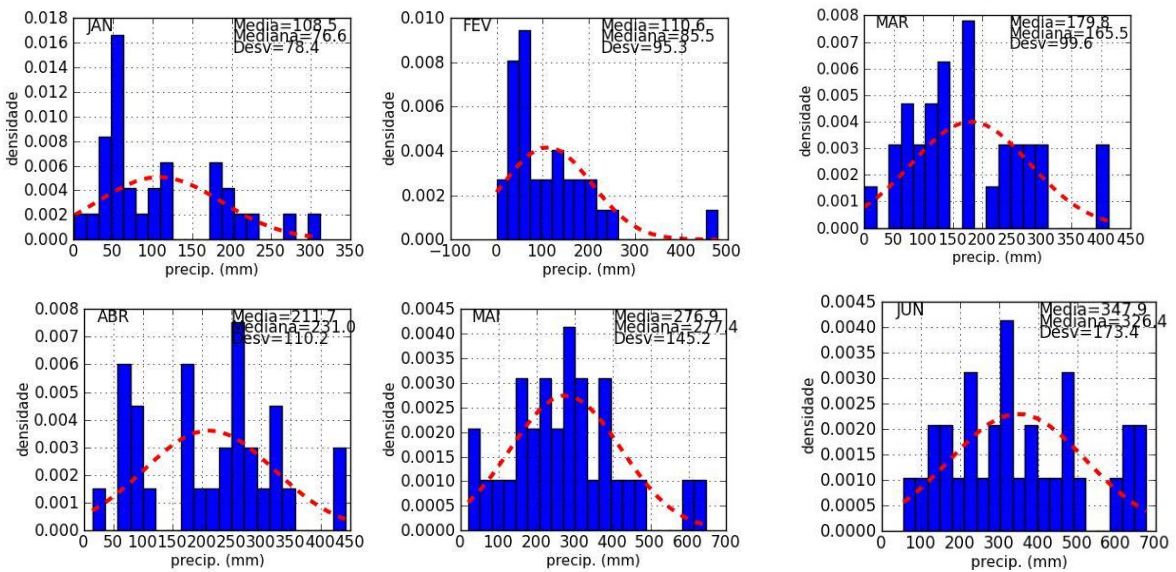 JAN
Media=108.5
Mediana=76.6
Desv=78.4
0.018
0.016
0.014
0.012
0.010
0.008
0.006
0.004
0.002
0.000
densidade
0 50 100 150 200 250 300 350
precip. (mm)
FEV
Media=110.6
Mediana=85.5
Desv=95.3
0.010
0.008
0.006
0.004
0.002
0.000
densidade
−100 0 100 200 300 400 500
precip. (mm)
MAR
Media=179.8
Mediana=165.5
Desv=99.6
0.008
0.007
0.006
0.005
0.004
0.003
0.002
0.001
0.000
densidade
0 50 100 150 200 250 300 350 400 450
precip. (mm)
ABR
Media=211.7
Mediana=231.0
Desv=110.2
0.008
0.007
0.006
0.005
0.004
0.003
0.002
0.001
0.000
densidade
0 50 100 150 200 250 300 350 400 450
precip. (mm)
MAI
Media=276.9
Mediana=277.4
Desv=145.2
0.0045
0.0040
0.0035
0.0030
0.0025
0.0020
0.0015
0.0010
0.0005
0.0000
densidade
0 100 200 300 400 500 600 700
precip. (mm)
JUN
Media=347.9
Mediana=326.4
Desv=173.4
0.0045
0.0040
0.0035
0.0030
0.0025
0.0020
0.0015
0.0010
0.0005
0.0000
densidade
0 100 200 300 400 500 600 700
precip. (mm)